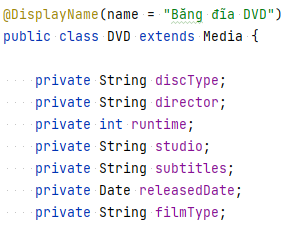 @DisplayName(name = "Băng đĩa DVD")
public class DVD extends Media {
private String discType;
private String director;
private int runtime;
private String studio;
private String subtitles;
private Date releasedDate;
private String filmType;